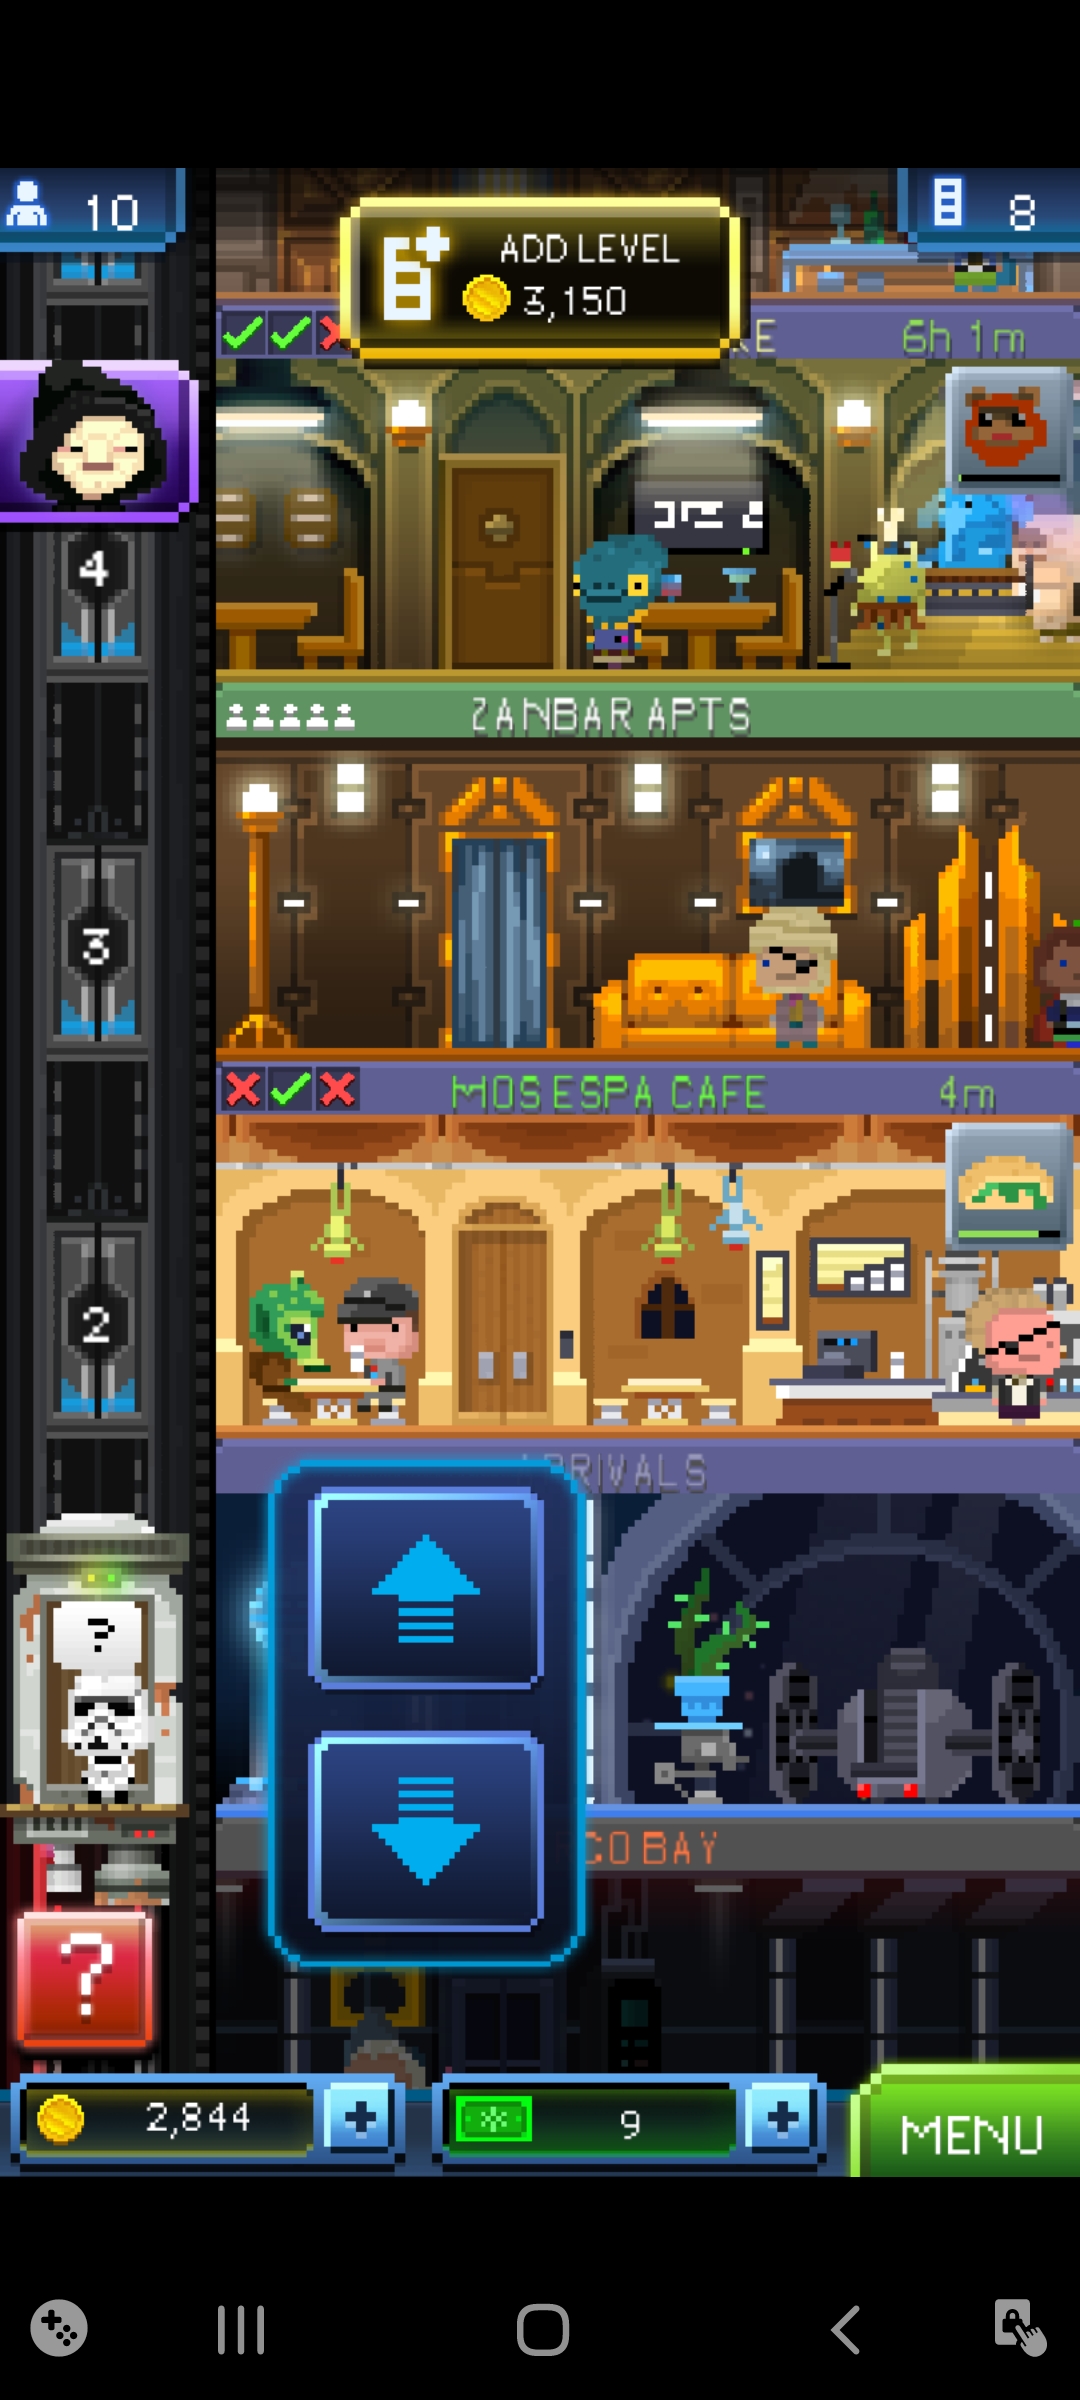 10
8
ADD LEVEL
3,150
6h 1m
4
ZANBAR APTS
3
MOS ESPA CAFE
4m
2
ARRIVALS
?
CO BAY
?
2,844
9
MENU